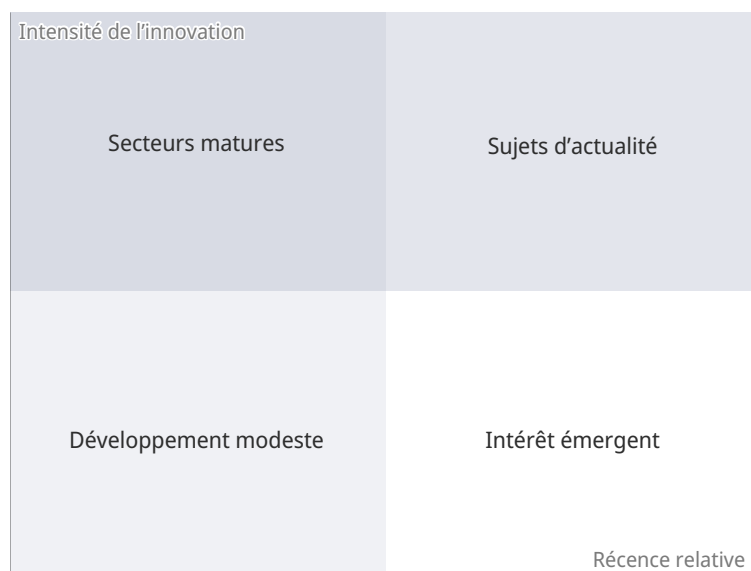 Intensité de l’innovation
Secteurs matures
Sujets d’actualité
Développement modeste
Intérêt émergent
Récence relative